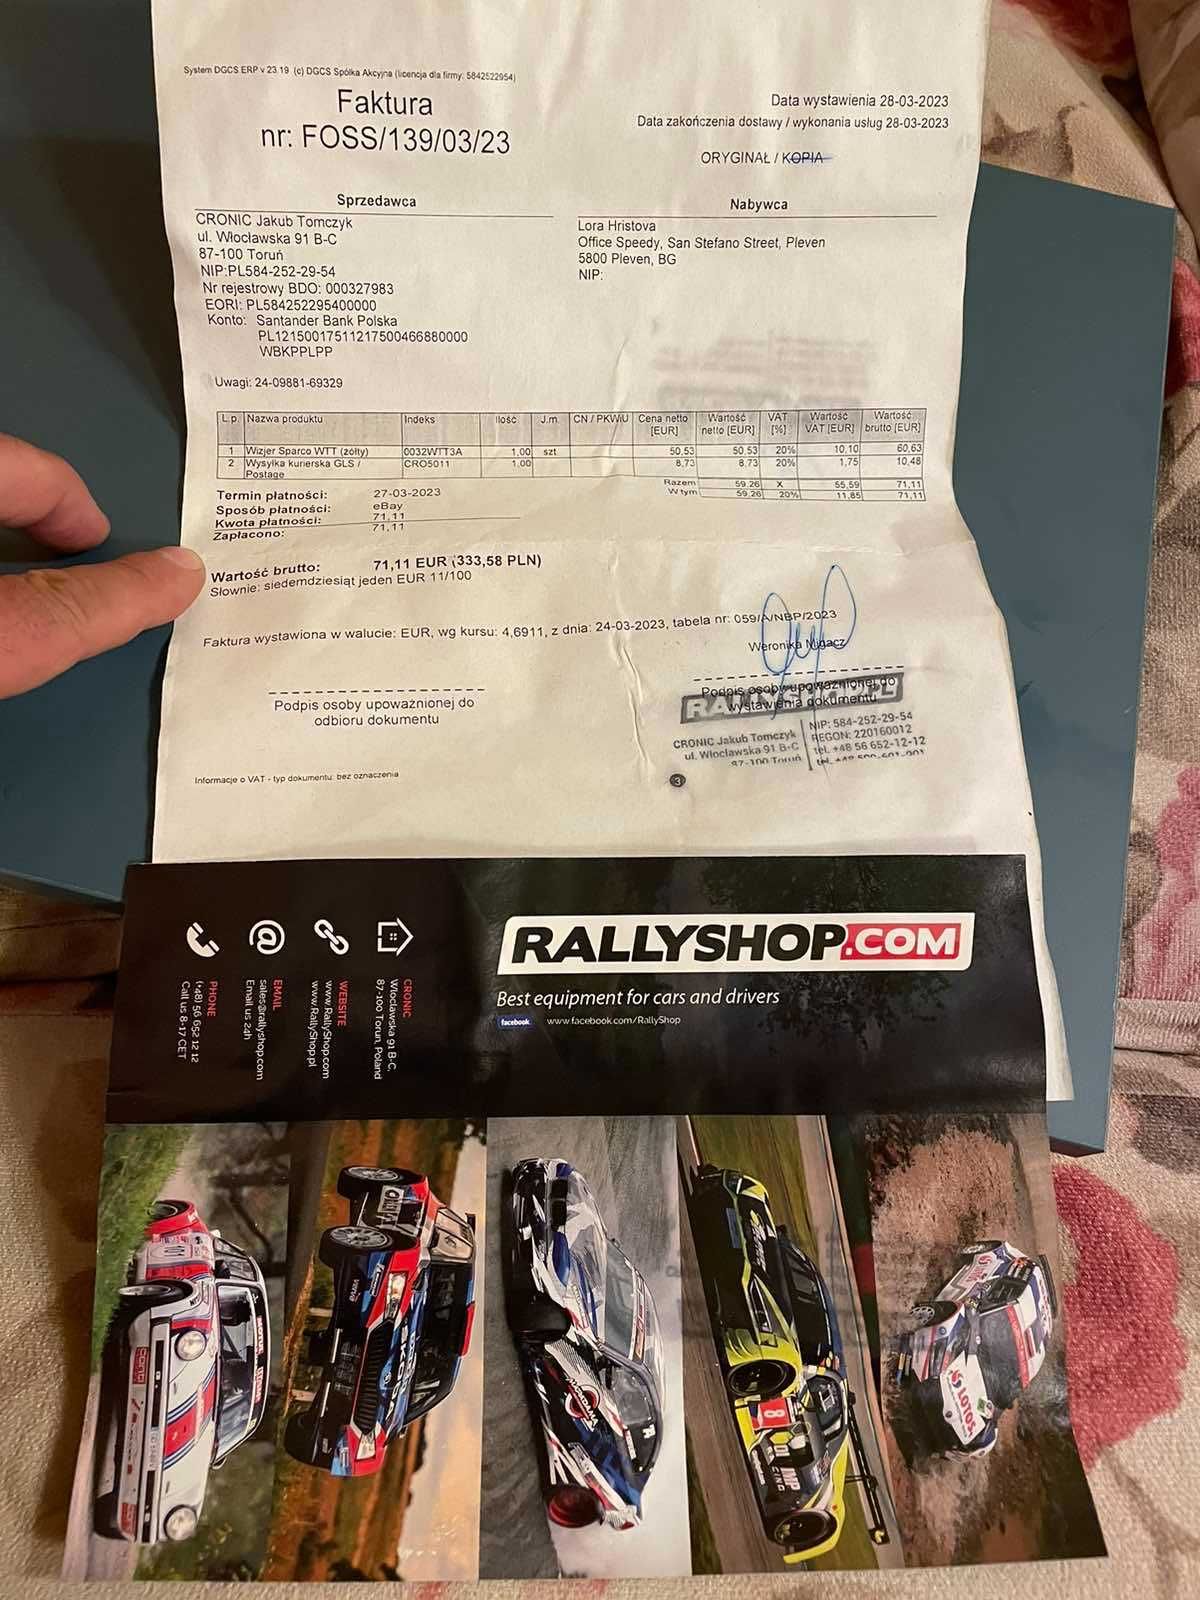 System DGCS ERP v 23.19 (c) DGCS Spółka Akcyjna (licencja dla firmy: 5842522954)
Faktura
nr: FOSS/139/03/23
Data wystawienia 28-03-2023
Data zakończenia dostawy / wykonania usług 28-03-2023
ORYGINAŁ / KOPIA
Sprzedawca
CRONIC Jakub Tomczyk
ul. Włocławska 91 B-C
87-100 Toruń
NIP:PL584-252-29-54
Nr rejestrowy BDO: 000327983
EORI: PL584252295400000
Konto: Santander Bank Polska
PL12150017511217500466880000
WBKPPLPP
Nabywca
Lora Hristova
Office Speedy, San Stefano Street, Pleven
5800 Pleven, BG
NIP:
Uwagi: 24-09881-69329
L.p. Nazwa produktu Indeks Ilość J.m. CN / PKWiU Cena netto [EUR] Wartość netto [EUR] VAT [%] Wartość VAT [EUR] Wartość brutto [EUR]
1 Wizjer Sparco WTT (żółty) 0032WTT3A 1,00 szt 50,53 50,53 20% 10,10 60,63
2 Wysyłka kurierska GLS / Postage CRO5011 1,00 8,73 8,73 20% 1,75 10,48
Razem 59,26 X 55,59 71,11
W tym 59,26 20% 11,85 71,11
Termin płatności: 27-03-2023
Sposób płatności: eBay
Kwota płatności: 71,11
Zapłacono: 71,11
Wartość brutto: 71,11 EUR (333,58 PLN)
Słownie: siedemdziesiąt jeden EUR 11/100
Faktura wystawiona w walucie: EUR, wg kursu: 4,6911, z dnia: 24-03-2023, tabela nr: 059/A/NBP/2023
Weronika Migacz
Podpis osoby upoważnionej do
odbioru dokumentu
Podpis osoby upoważnionej do
wystawienia dokumentu
RALLYSHOP.PL
CRONIC Jakub Tomczyk
ul. Włocławska 91 B-C
87-100 Toruń
NIP: 584-252-29-54
REGON: 220160012
tel. +48 56 652-12-12
Informacje o VAT - typ dokumentu: bez oznaczenia
3
RALLYSHOP.COM
Best equipment for cars and drivers
facebook www.facebook.com/RallyShop
CRONIC
Wloclawska 91 B-C,
87-100 Torun, Poland
WEBSITE
www.RallyShop.com
www.RallyShop.pl
EMAIL
sales@rallyshop.com
Email us 24h
PHONE
(+48) 56 652 12 12
Call us 8-17 CET
LOTOS